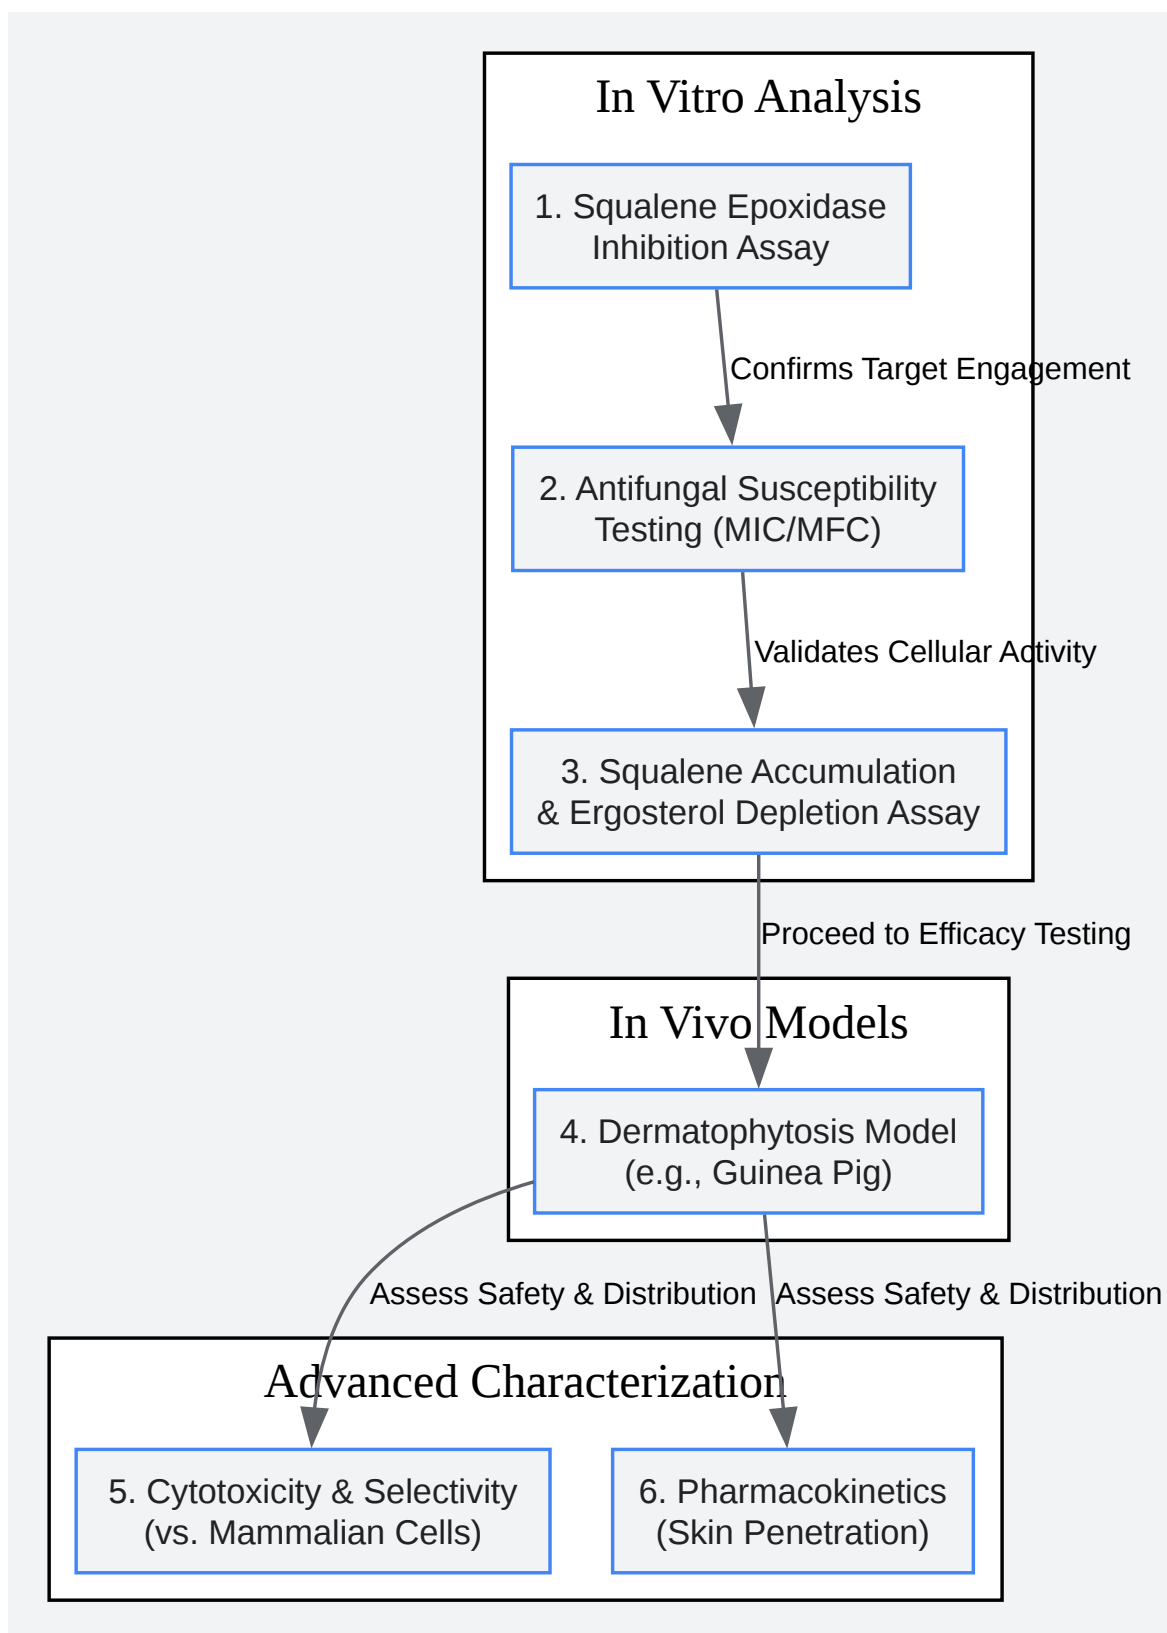 In Vitro Analysis
1. Squalene Epoxidase
Inhibition Assay
Confirms Target Engagement
2. Antifungal Susceptibility
Testing (MIC/MFC)
Validates Cellular Activity
3. Squalene Accumulation
& Ergosterol Depletion Assay
Proceed to Efficacy Testing
In Vivo Models
4. Dermatophytosis Model
(e.g., Guinea Pig)
Assess Safety & Distribution
Assess Safety & Distribution
Advanced Characterization
5. Cytotoxicity & Selectivity
(vs. Mammalian Cells)
6. Pharmacokinetics
(Skin Penetration)